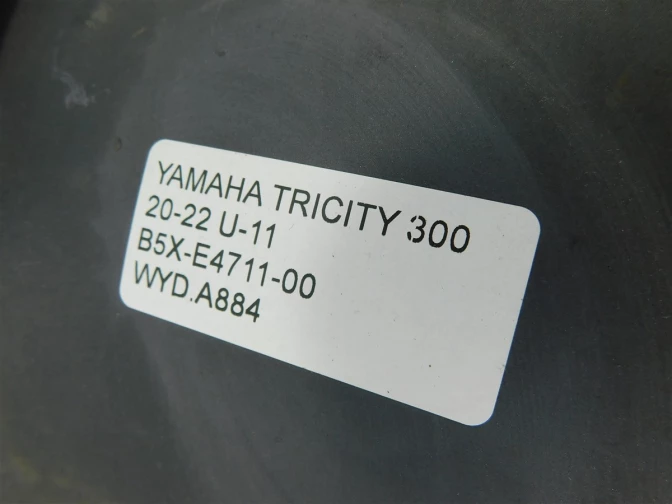 YAMAHA TRICITY 300
20-22 U-11
B5X-E4711-00
WYD.A884